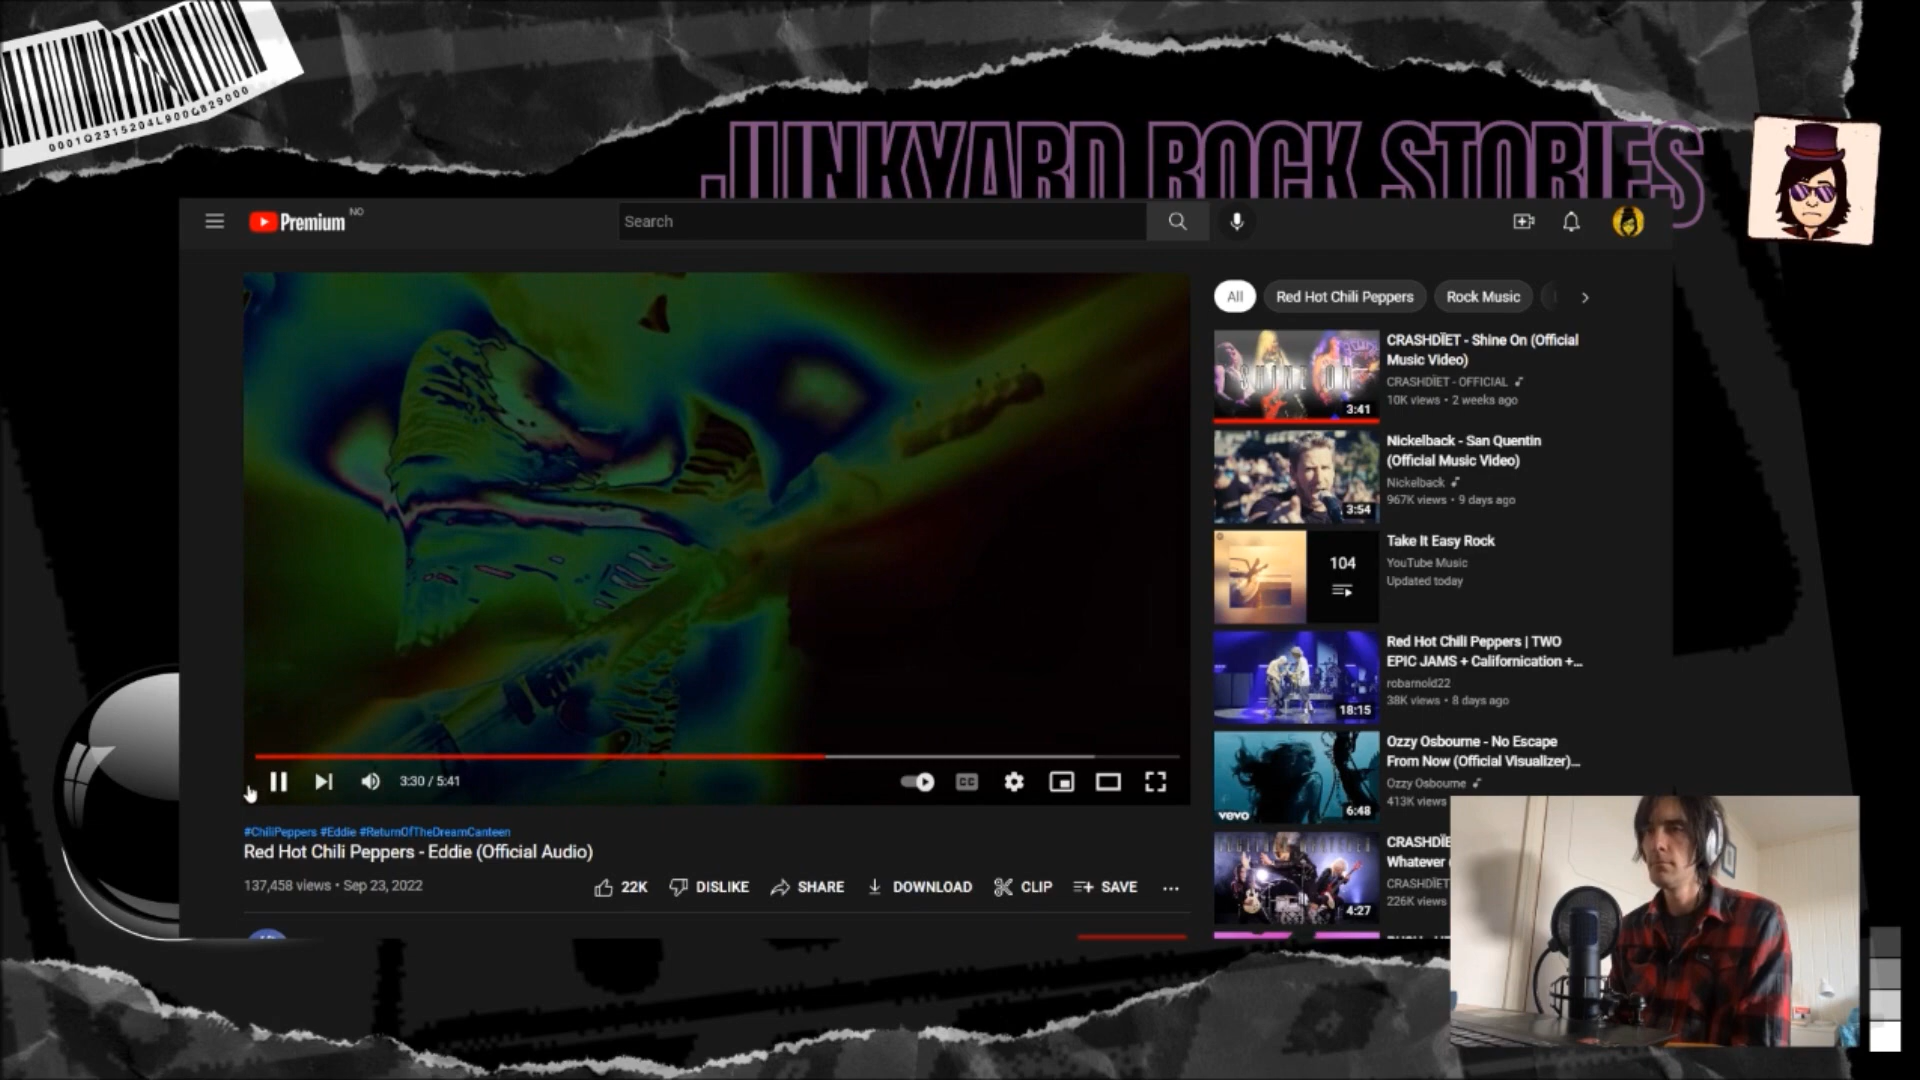 0001Q2315204L900G829000
JUNKYARD ROCK STORIES
Premium NO
Search
All
Red Hot Chili Peppers
Rock Music
SHINE ON
3:41
CRASHDÏET - Shine On (Official
Music Video)
CRASHDÏET - OFFICIAL
10K views • 2 weeks ago
3:54
Nickelback - San Quentin
(Official Music Video)
Nickelback
967K views • 9 days ago
104
Take It Easy Rock
YouTube Music
Updated today
18:15
Red Hot Chili Peppers | TWO
EPIC JAMS + Californication +...
robarnold22
38K views • 8 days ago
vevo
6:48
Ozzy Osbourne - No Escape
From Now (Official Visualizer)...
Ozzy Osbourne
413K views
4:27
CRASHDÏE
Whatever
CRASHDÏET
226K views
3:30 / 5:41
CC
#ChiliPeppers #Eddie #ReturnOfTheDreamCanteen
Red Hot Chili Peppers - Eddie (Official Audio)
137,458 views • Sep 23, 2022
22K
DISLIKE
SHARE
DOWNLOAD
CLIP
SAVE